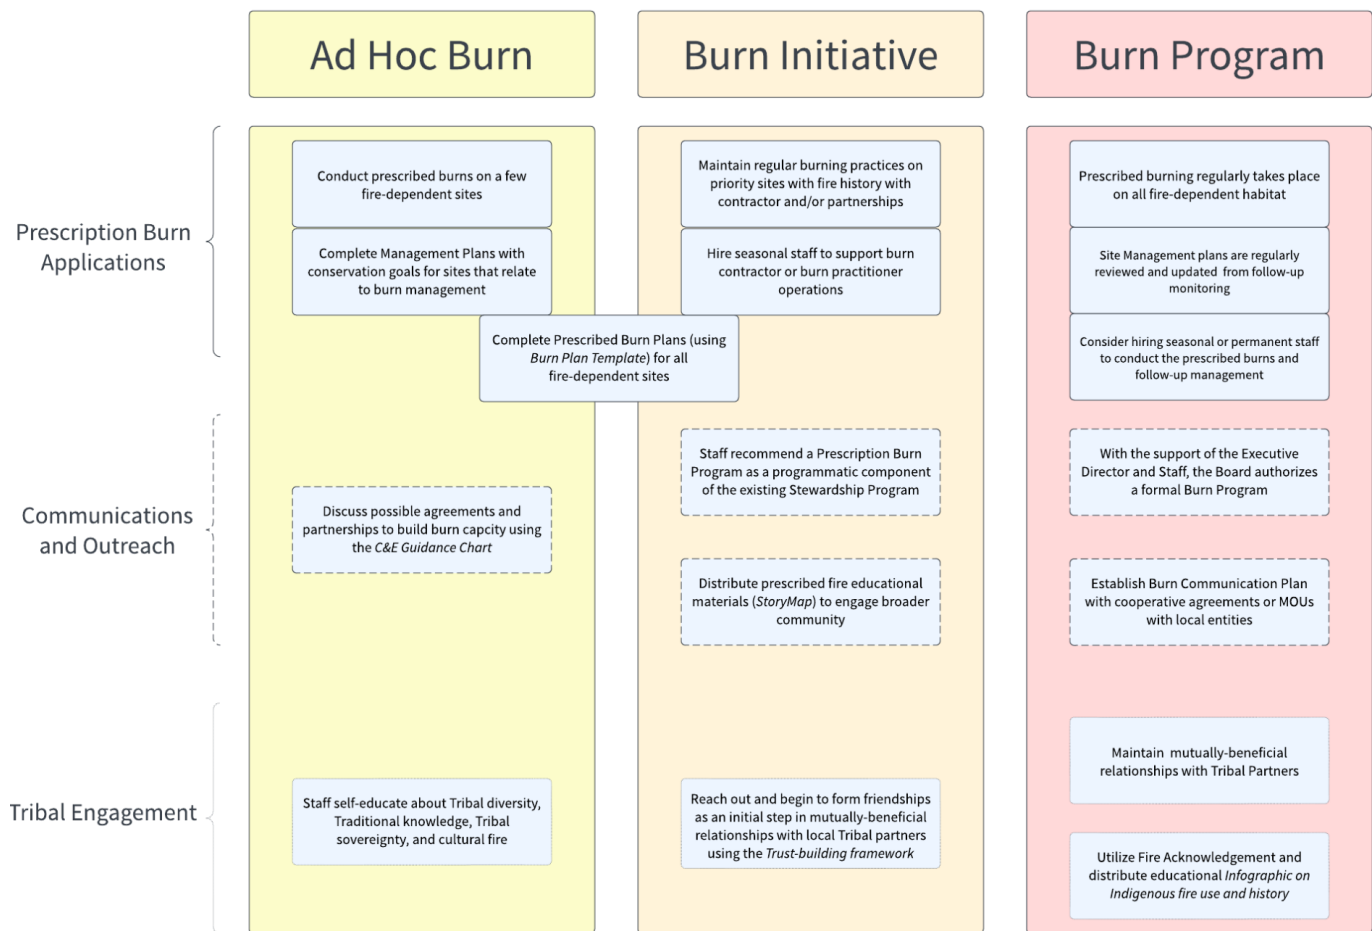 Ad Hoc Burn
Burn Initiative
Burn Program
Prescription Burn
Applications
Conduct prescribed burns on a few
fire-dependent sites
Maintain regular burning practices on
priority sites with fire history with
contractor and/or partnerships
Prescribed burning regularly takes place
on all fire-dependent habitat
Complete Management Plans with
conservation goals for sites that relate
to burn management
Hire seasonal staff to support burn
contractor or burn practitioner
operations
Site Management plans are regularly
reviewed and updated from follow-up
monitoring
Complete Prescribed Burn Plans (using
Burn Plan Template) for all
fire-dependent sites
Consider hiring seasonal or permanent staff
to conduct the prescribed burns and
follow-up management
Communications
and Outreach
Discuss possible agreements and
partnerships to build burn capcity using
the C&E Guidance Chart
Staff recommend a Prescription Burn
Program as a programmatic component
of the existing Stewardship Program
With the support of the Executive
Director and Staff, the Board authorizes
a formal Burn Program
Distribute prescribed fire educational
materials (StoryMap) to engage broader
community
Establish Burn Communication Plan
with cooperative agreements or MOUs
with local entities
Tribal Engagement
Staff self-educate about Tribal diversity,
Traditional knowledge, Tribal
sovereignty, and cultural fire
Reach out and begin to form friendships
as an initial step in mutually-beneficial
relationships with local Tribal partners
using the Trust-building framework
Maintain mutually-beneficial
relationships with Tribal Partners
Utilize Fire Acknowledgement and
distribute educational Infographic on
Indigenous fire use and history